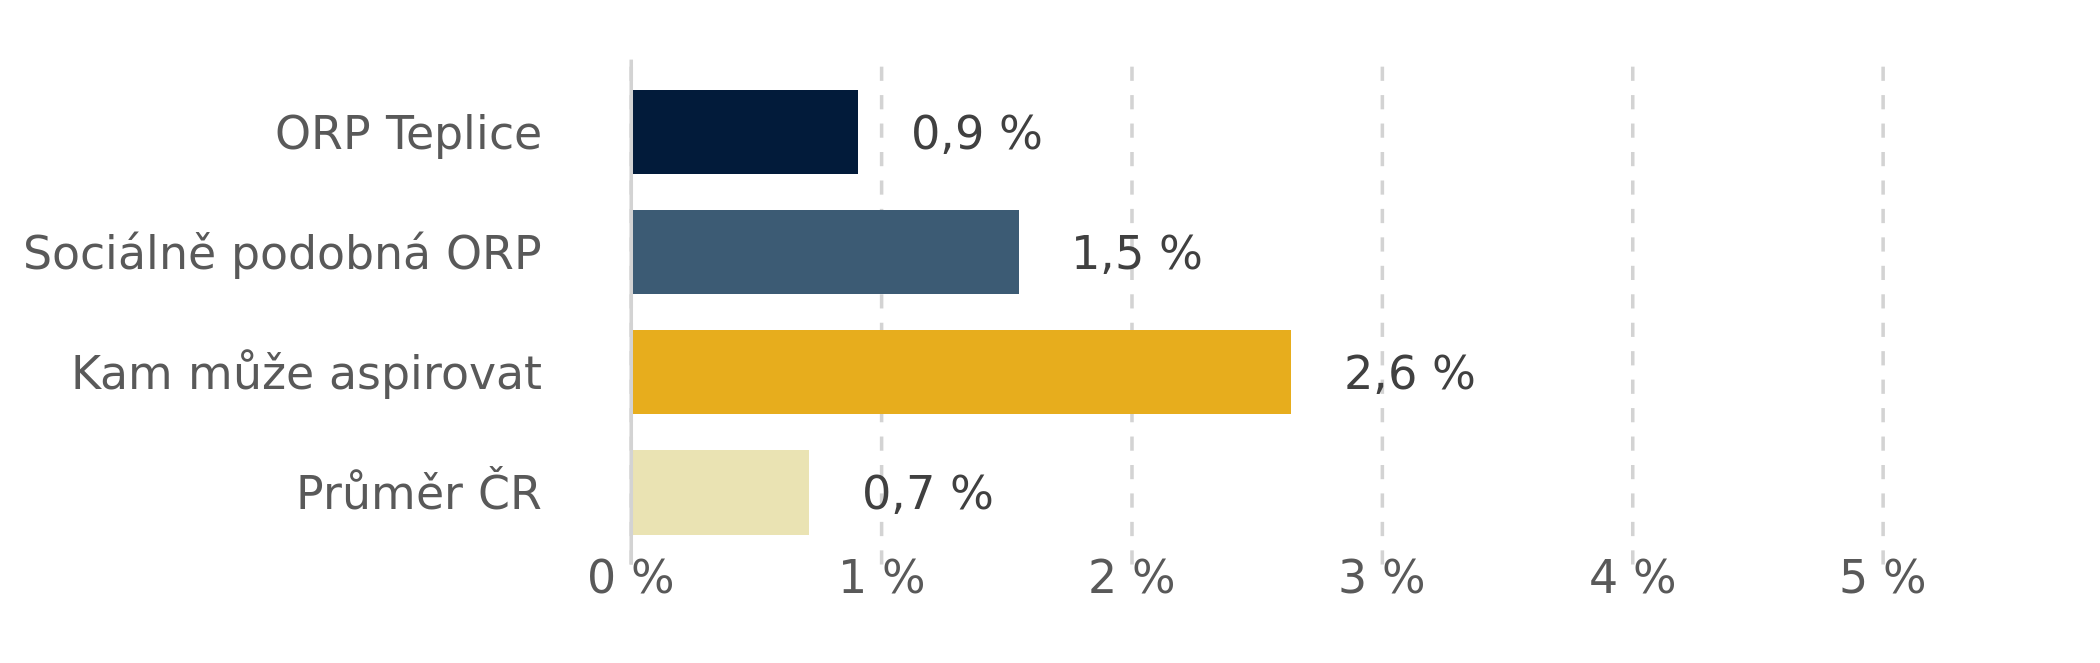 ORP Teplice 0,9 %
Sociálně podobná ORP 1,5 %
Kam může aspirovat 2,6 %
Průměr ČR 0,7 %
0 % 1 % 2 % 3 % 4 % 5 %